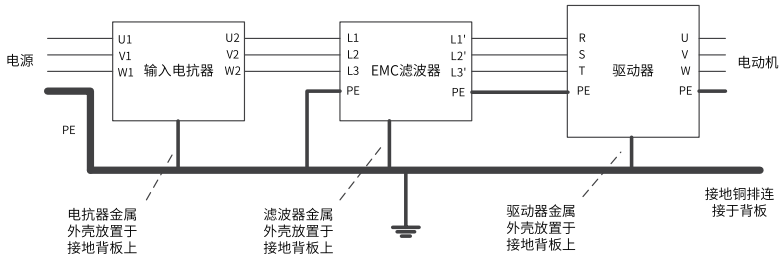 电源
U1
V1
W1
输入电抗器
U2
V2
W2
L1
L2
L3
PE
EMC滤波器
L1'
L2'
L3'
PE
R
S
T
PE
驱动器
U
V
W
PE
电动机
PE
电抗器金属
外壳放置于
接地背板上
滤波器金属
外壳放置于
接地背板上
驱动器金属
外壳放置于
接地背板上
接地铜排连
接于背板